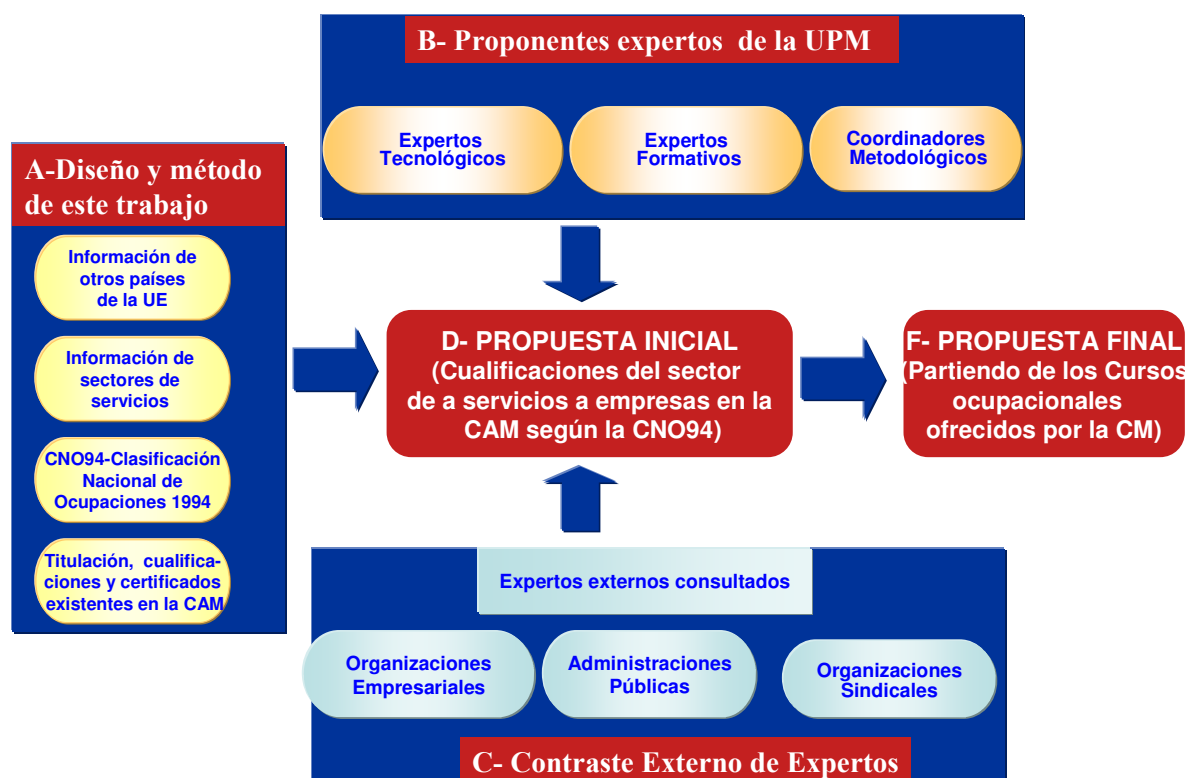 B- Proponentes expertos de la UPM
Expertos
Tecnológicos
Expertos
Formativos
Coordinadores
Metodológicos
A-Diseño y método
de este trabajo
Información de
otros países
de la UE
Información de
sectores de
servicios
CNO94-Clasificación
Nacional de
Ocupaciones 1994
Titulación, cualifica-
ciones y certificados
existentes en la CAM
D- PROPUESTA INICIAL
(Cualificaciones del sector
de a servicios a empresas en la
CAM según la CNO94)
F- PROPUESTA FINAL
(Partiendo de los Cursos
ocupacionales
ofrecidos por la CM)
Expertos externos consultados
Organizaciones
Empresariales
Administraciones
Públicas
Organizaciones
Sindicales
C- Contraste Externo de Expertos